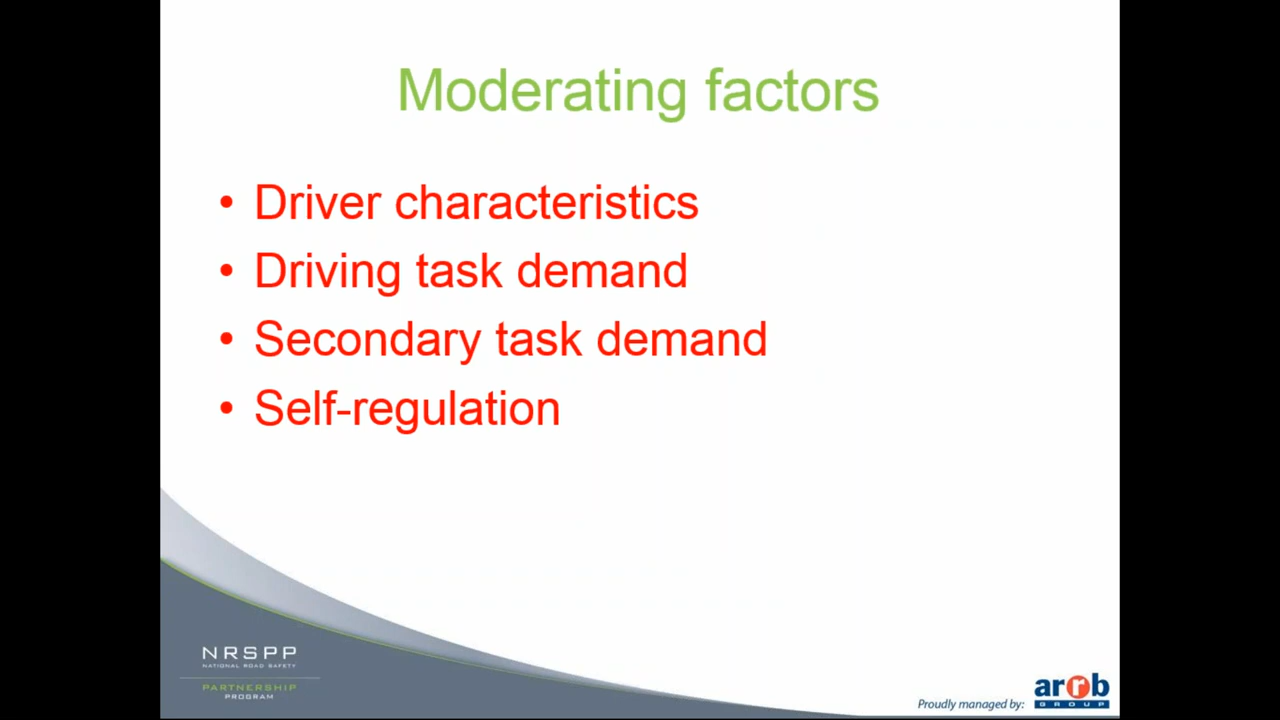 Moderating factors
• Driver characteristics
• Driving task demand
• Secondary task demand
• Self-regulation
NRSPP
NATIONAL ROAD SAFETY
PARTNERSHIP
PROGRAM
Proudly managed by:
arrb
GROUP